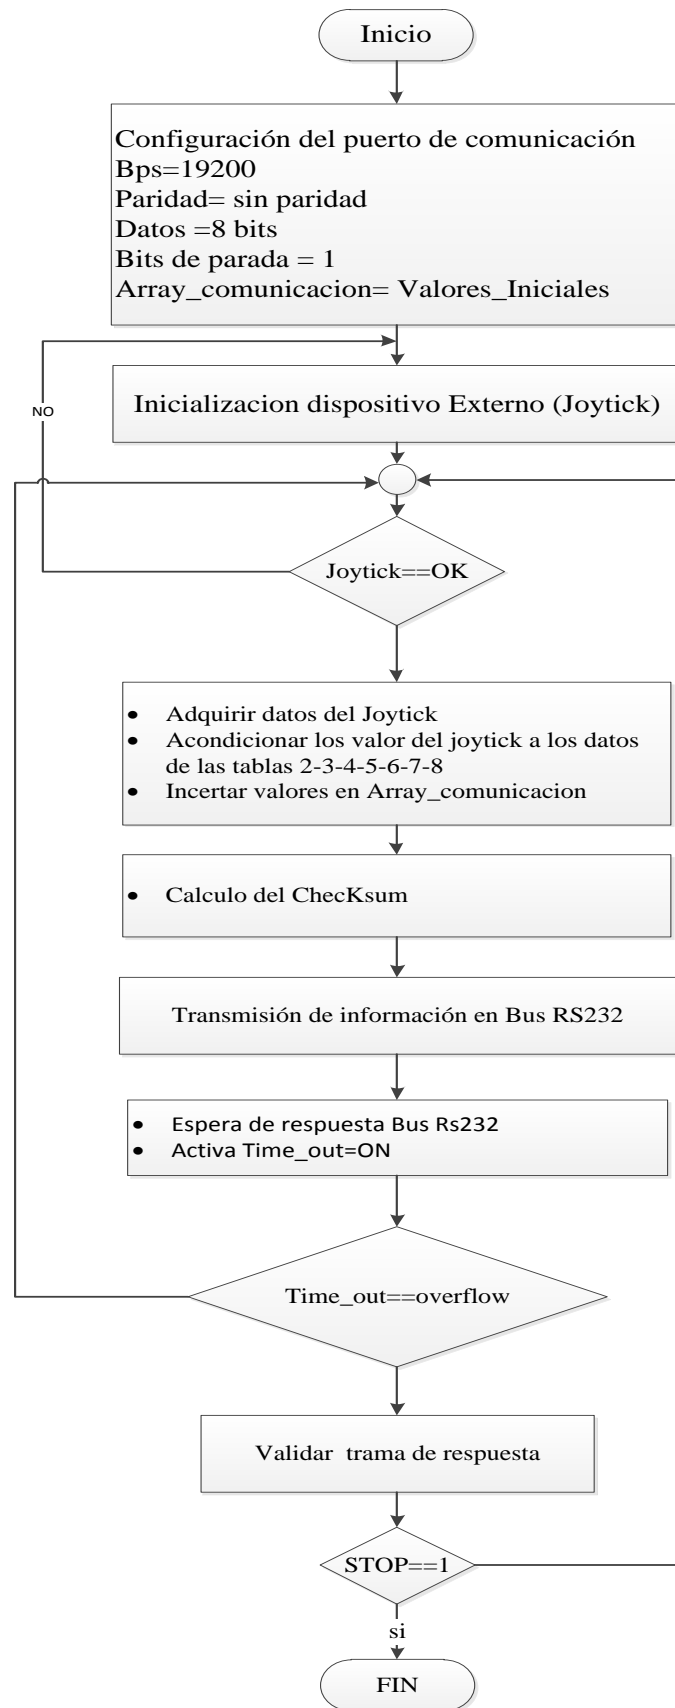 Inicio
Configuración del puerto de comunicación
Bps=19200
Paridad= sin paridad
Datos =8 bits
Bits de parada = 1
Array_comunicacion= Valores_Iniciales
Inicializacion dispositivo Externo (Joytick)
NO
Joytick==OK
• Adquirir datos del Joytick
• Acondicionar los valor del joytick a los datos
de las tablas 2-3-4-5-6-7-8
• Incertar valores en Array_comunicacion
• Calculo del ChecKsum
Transmisión de información en Bus RS232
• Espera de respuesta Bus Rs232
• Activa Time_out=ON
Time_out==overflow
Validar trama de respuesta
STOP==1
si
FIN